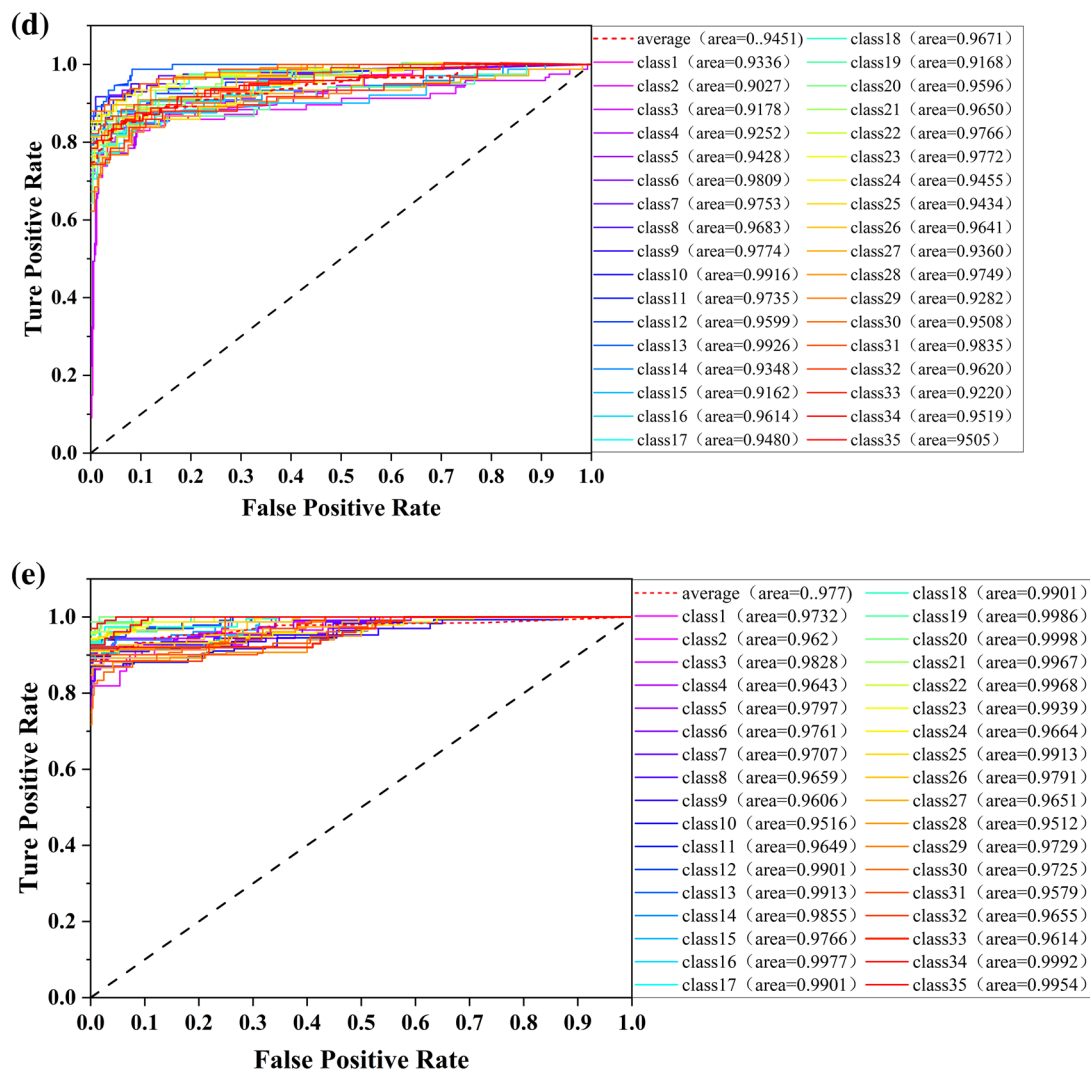 (d)
average（area=0..9451) class18（area=0.9671）
class1（area=0.9336） class19（area=0.9168）
class2（area=0.9027） class20（area=0.9596）
class3（area=0.9178） class21（area=0.9650）
class4（area=0.9252） class22（area=0.9766）
class5（area=0.9428） class23（area=0.9772）
class6（area=0.9809） class24（area=0.9455）
class7（area=0.9753） class25（area=0.9434）
class8（area=0.9683） class26（area=0.9641）
class9（area=0.9774） class27（area=0.9360）
class10（area=0.9916） class28（area=0.9749）
class11（area=0.9735） class29（area=0.9282）
class12（area=0.9599） class30（area=0.9508）
class13（area=0.9926） class31（area=0.9835）
class14（area=0.9348） class32（area=0.9620）
class15（area=0.9162） class33（area=0.9220）
class16（area=0.9614） class34（area=0.9519）
class17（area=0.9480） class35（area=9505）
Ture Positive Rate
1.0
0.8
0.6
0.4
0.2
0.0
0.0 0.1 0.2 0.3 0.4 0.5 0.6 0.7 0.8 0.9 1.0
False Positive Rate
(e)
average（area=0..977) class18（area=0.9901）
class1（area=0.9732） class19（area=0.9986）
class2（area=0.962） class20（area=0.9998）
class3（area=0.9828） class21（area=0.9967）
class4（area=0.9643） class22（area=0.9968）
class5（area=0.9797） class23（area=0.9939）
class6（area=0.9761） class24（area=0.9664）
class7（area=0.9707） class25（area=0.9913）
class8（area=0.9659） class26（area=0.9791）
class9（area=0.9606） class27（area=0.9651）
class10（area=0.9516） class28（area=0.9512）
class11（area=0.9649） class29（area=0.9729）
class12（area=0.9901） class30（area=0.9725）
class13（area=0.9913） class31（area=0.9579）
class14（area=0.9855） class32（area=0.9655）
class15（area=0.9766） class33（area=0.9614）
class16（area=0.9977） class34（area=0.9992）
class17（area=0.9901） class35（area=0.9954）
Ture Positive Rate
1.0
0.8
0.6
0.4
0.2
0.0
0.0 0.1 0.2 0.3 0.4 0.5 0.6 0.7 0.8 0.9 1.0
False Positive Rate